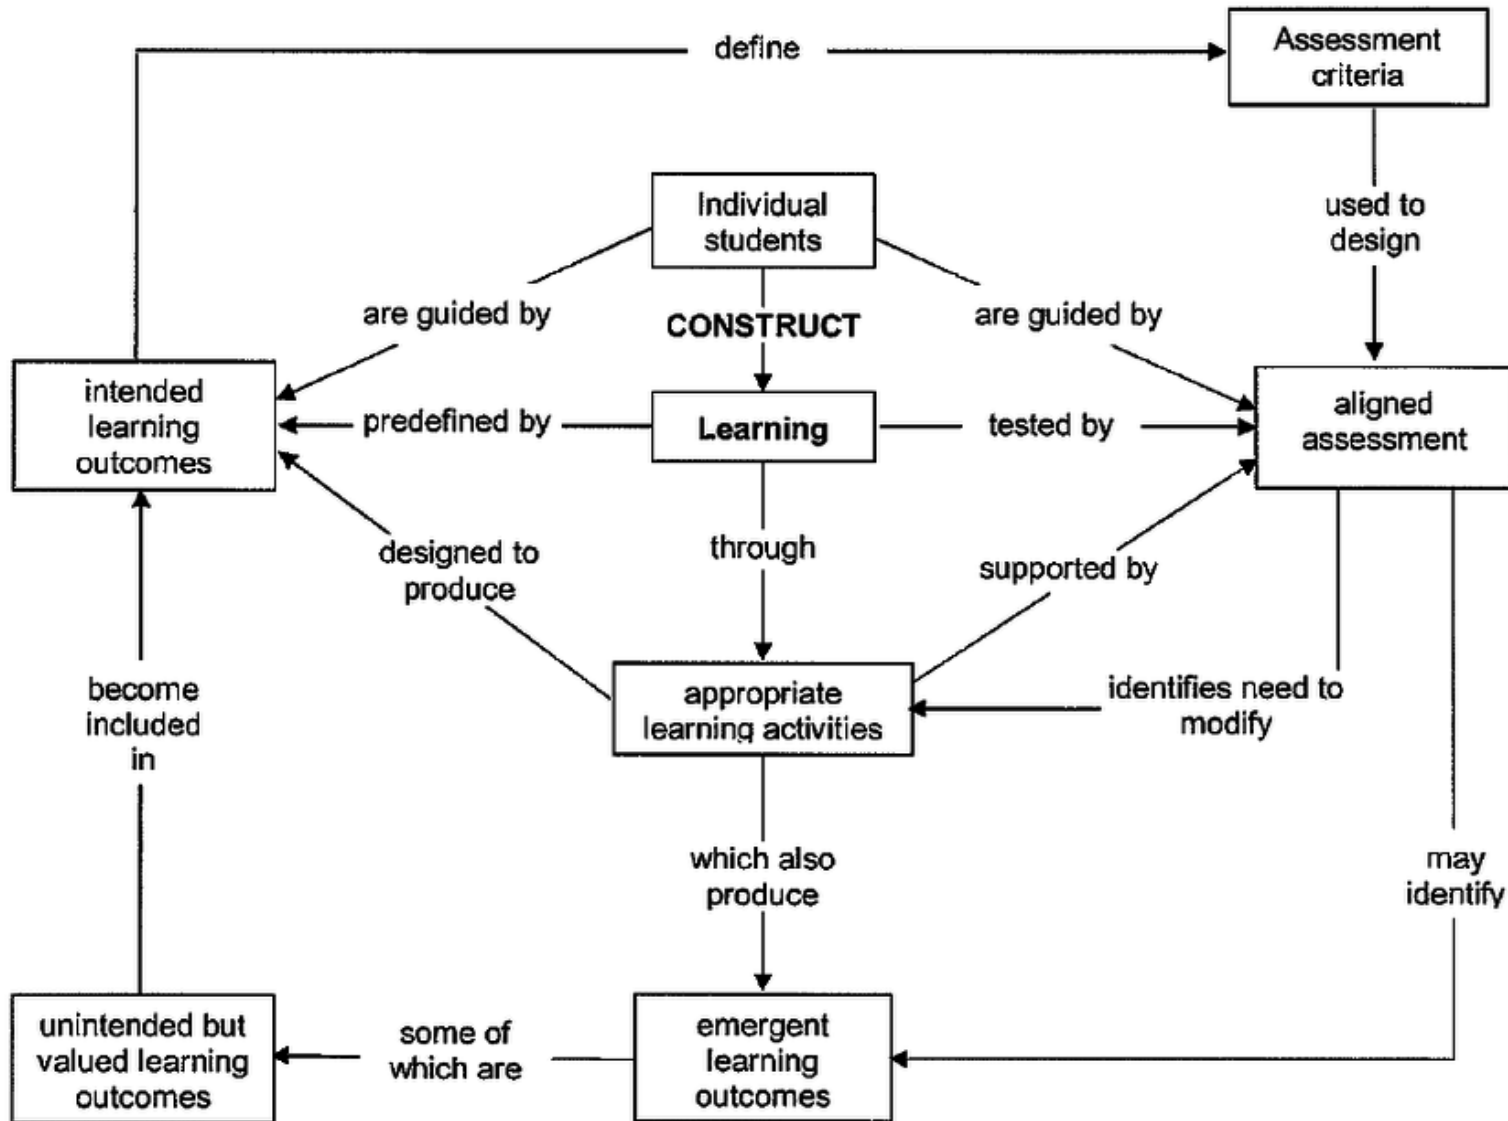 define
Assessment
criteria
Individual
students
used to
design
are guided by
CONSTRUCT
are guided by
intended
learning
outcomes
predefined by
Learning
tested by
aligned
assessment
designed to
produce
through
supported by
become
included
in
appropriate
learning activities
identifies need to
modify
which also
produce
may
identify
unintended but
valued learning
outcomes
some of
which are
emergent
learning
outcomes